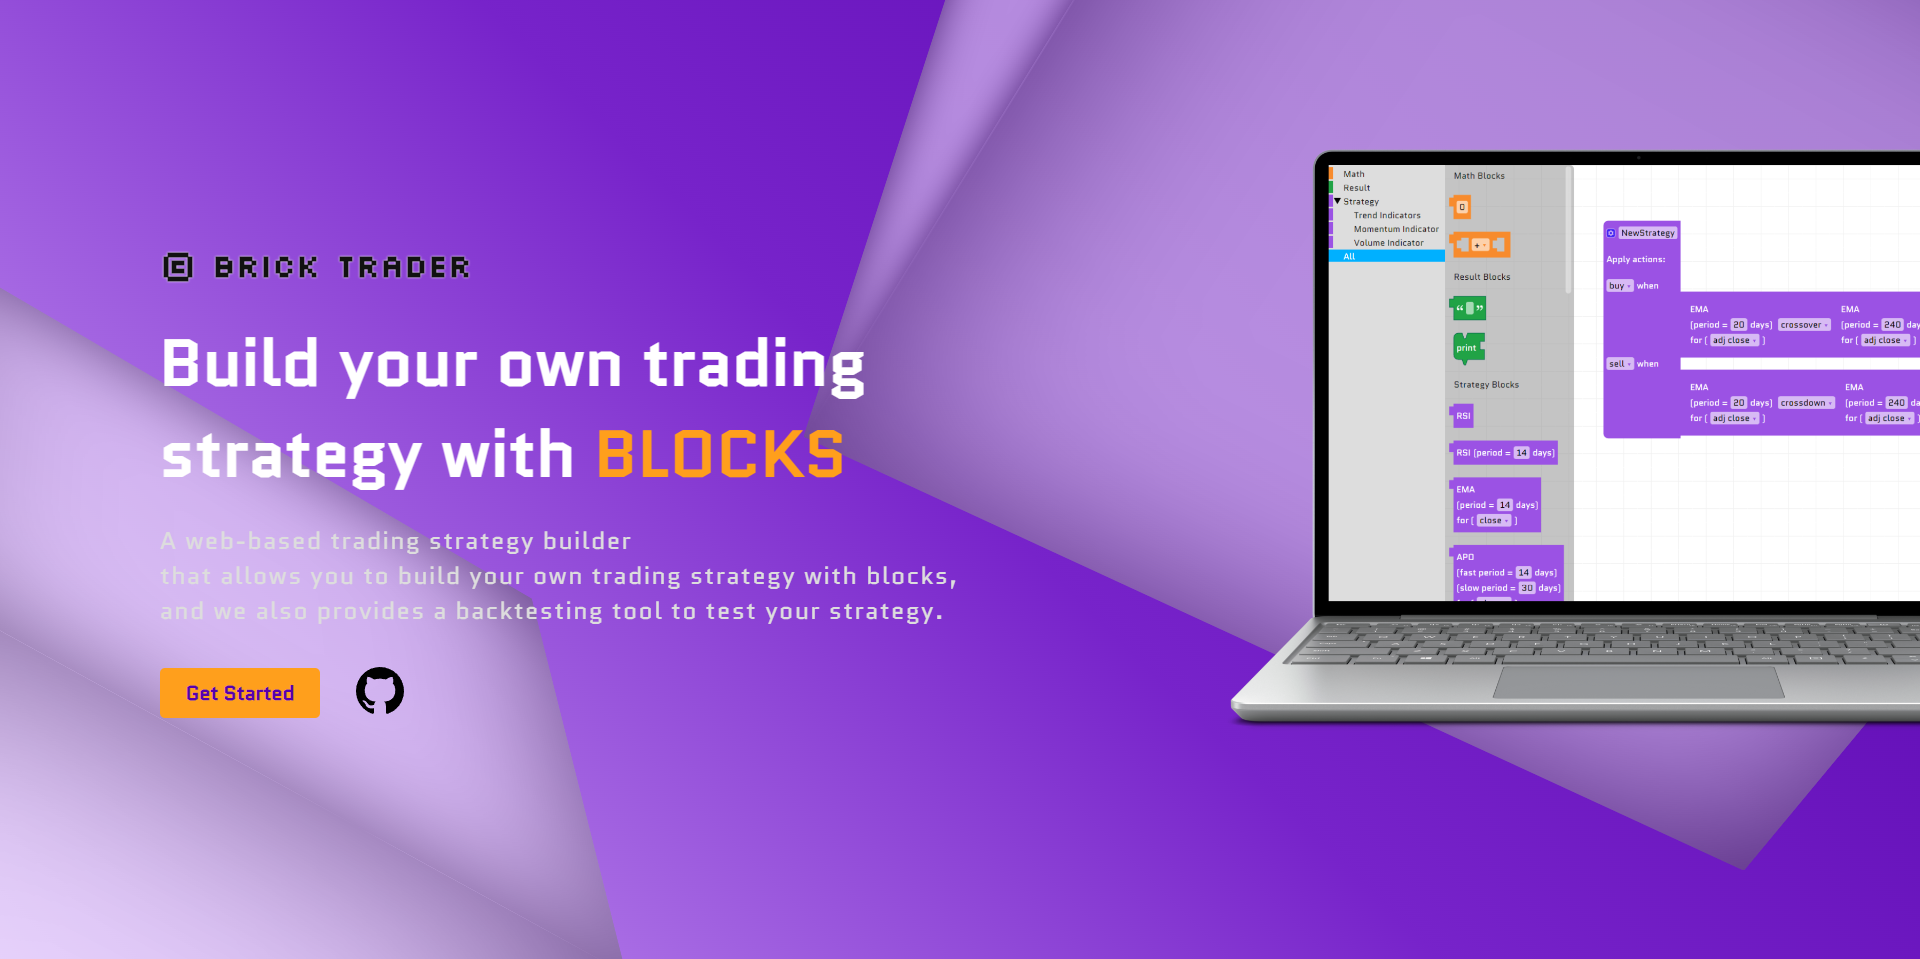 BRICK TRADER
Build your own trading
strategy with BLOCKS
A web-based trading strategy builder
that allows you to build your own trading strategy with blocks,
and we also provides a backtesting tool to test your strategy.
Get Started
Math
Result
Strategy
Trend Indicators
Momentum Indicator
Volume Indicator
All
Math Blocks
0
+
Result Blocks
“ ”
print
Strategy Blocks
RSI
RSI (period = 14 days)
EMA
(period = 14 days)
for ( close )
APO
(fast period = 14 days)
(slow period = 30 days)
NewStrategy
Apply actions:
buy when
EMA EMA
(period = 20 days) crossover (period = 240
for ( adj close ) for ( adj close )
sell when
EMA EMA
(period = 20 days) crossdown (period = 240
for ( adj close ) for ( adj close )